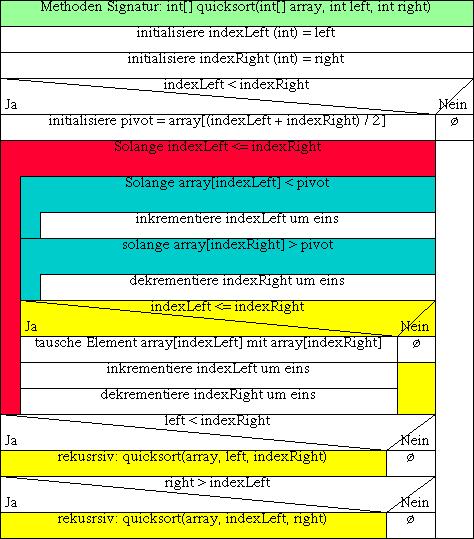 Methoden Signatur: int[] quicksort(int[] array, int left, int right)
initialisiere indexLeft (int) = left
initialisiere indexRight (int) = right
indexLeft < indexRight
Ja Nein
initialisiere pivot = array[(indexLeft + indexRight) / 2] ø
Solange indexLeft <= indexRight
Solange array[indexLeft] < pivot
inkrementiere indexLeft um eins
solange array[indexRight] > pivot
dekrementiere indexRight um eins
indexLeft <= indexRight
Ja Nein
tausche Element array[indexLeft] mit array[indexRight] ø
inkrementiere indexLeft um eins
dekrementiere indexRight um eins
left < indexRight
Ja Nein
rekusrsiv: quicksort(array, left, indexRight) ø
right > indexLeft
Ja Nein
rekusrsiv: quicksort(array, indexLeft, right) ø